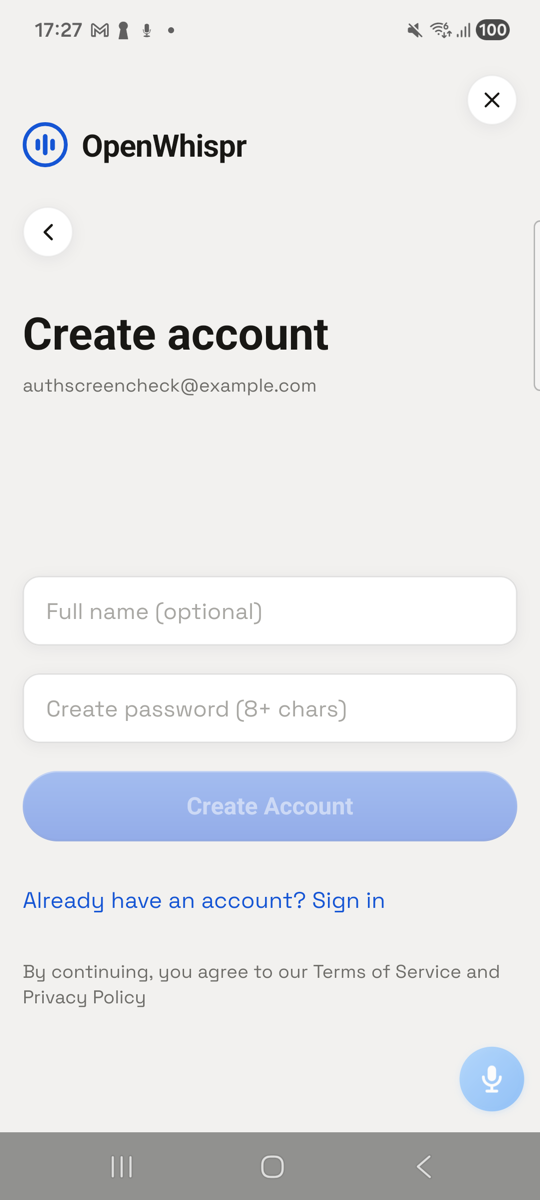 17:27
100
OpenWhispr
Create account
authscreencheck@example.com
Full name (optional)
Create password (8+ chars)
Create Account
Already have an account? Sign in
By continuing, you agree to our Terms of Service and
Privacy Policy